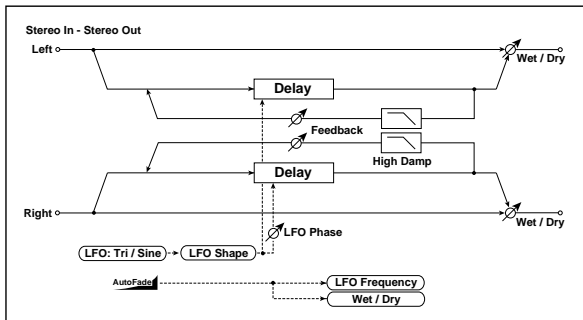 Stereo In - Stereo Out
Left
Wet / Dry
Delay
Feedback
High Damp
Delay
Right
Wet / Dry
LFO Phase
LFO: Tri / Sine
LFO Shape
AutoFade
LFO Frequency
Wet / Dry